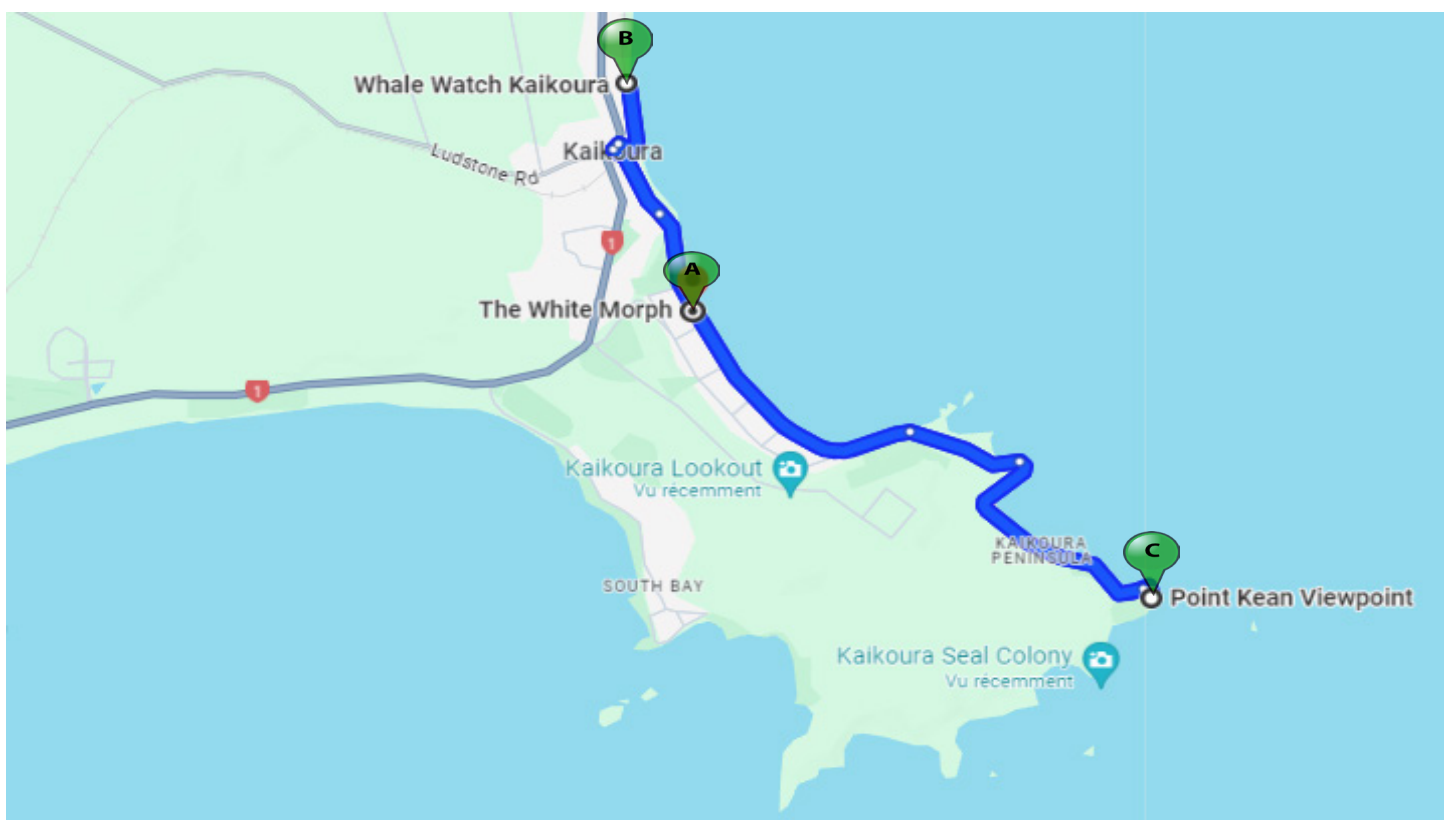 B
Whale Watch Kaikoura
Kaikoura
Ludstone Rd
1
A
The White Morph
1
Kaikoura Lookout
Vu récemment
C
KAIKOURA
PENINSULA
SOUTH BAY
Point Kean Viewpoint
Kaikoura Seal Colony
Vu récemment